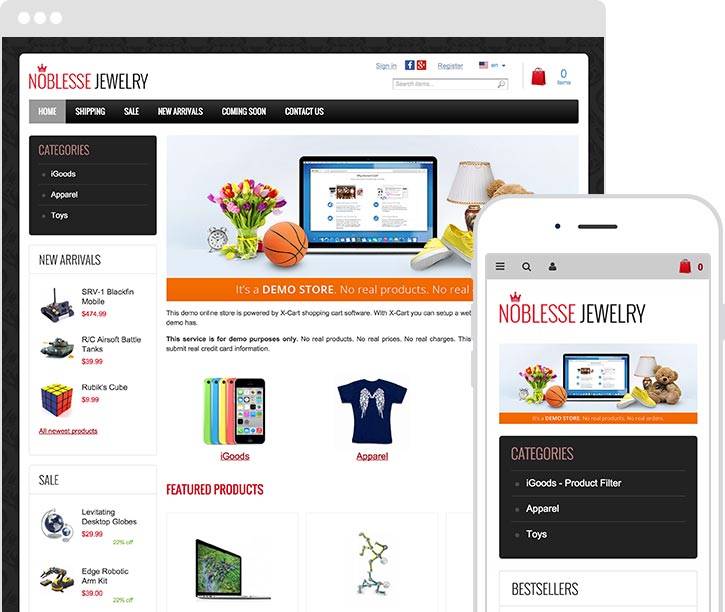 NOBLESSE JEWELRY
Sign in
Register
en
Search items...
0
items
HOME SHIPPING SALE NEW ARRIVALS COMING SOON CONTACT US
CATEGORIES
iGoods
Apparel
Toys
NEW ARRIVALS
SRV-1 Blackfin
Mobile
$474.99
R/C Airsoft Battle
Tanks
$39.99
Rubik's Cube
$9.99
All newest products
SALE
Levitating
Desktop Globes
$29.99
22% off
Edge Robotic
Arm Kit
$39.00
22% off
It's a DEMO STORE. No real products. No real
This demo online store is powered by X-Cart shopping cart software. With X-Cart you can setup a web
demo has.
This service is for demo purposes only. No real products. No real prices. No real charges. This
submit real credit card information.
iGoods
Apparel
FEATURED PRODUCTS
0
NOBLESSE JEWELRY
It's a DEMO STORE. No real products. No real orders.
CATEGORIES
iGoods - Product Filter
Apparel
Toys
BESTSELLERS